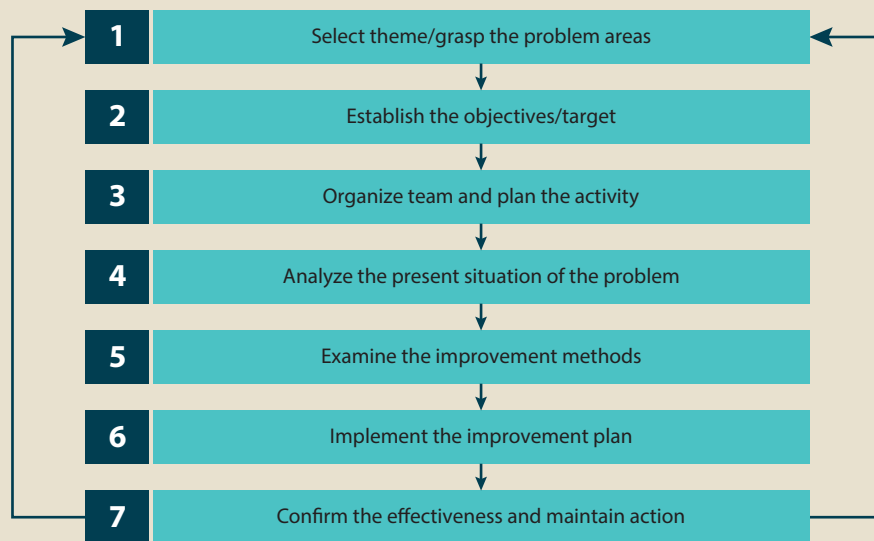 1 Select theme/grasp the problem areas
2 Establish the objectives/target
3 Organize team and plan the activity
4 Analyze the present situation of the problem
5 Examine the improvement methods
6 Implement the improvement plan
7 Confirm the effectiveness and maintain action